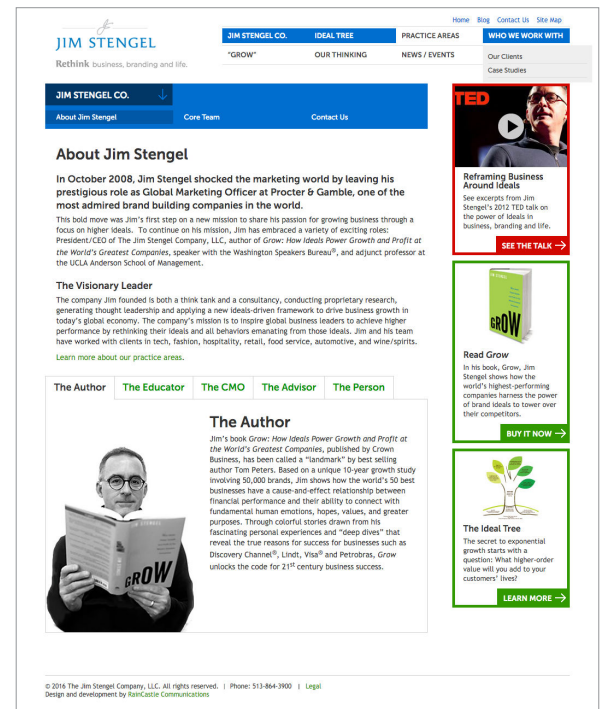 Home Blog Contact Us Site Map
JIM STENGEL
Rethink business, branding and life.
JIM STENGEL CO. IDEAL TREE PRACTICE AREAS WHO WE WORK WITH
"GROW" OUR THINKING NEWS / EVENTS
Our Clients
Case Studies
JIM STENGEL CO.
About Jim Stengel Core Team Contact Us
About Jim Stengel
In October 2008, Jim Stengel shocked the marketing world by leaving his
prestigious role as Global Marketing Officer at Procter & Gamble, one of the
most admired brand building companies in the world.
This bold move was Jim's first step on a new mission to share his passion for growing business through a
focus on higher ideals. To continue on his mission, Jim has embraced a variety of exciting roles:
President/CEO of The Jim Stengel Company, LLC, author of Grow: How Ideals Power Growth and Profit at
the World's Greatest Companies, speaker with the Washington Speakers Bureau®, and adjunct professor at
the UCLA Anderson School of Management.
The Visionary Leader
The company Jim founded is both a think tank and a consultancy, conducting proprietary research,
generating thought leadership and applying a new ideals-driven framework to drive business growth in
today's global economy. The company's mission is to inspire global business leaders to achieve higher
performance by rethinking their ideals and all behaviors emanating from those ideals. Jim and his team
have worked with clients in tech, fashion, hospitality, retail, food service, automotive, and wine/spirits.
Learn more about our practice areas.
The Author The Educator The CMO The Advisor The Person
The Author
Jim's book Grow: How Ideals Power Growth and Profit at
the World's Greatest Companies, published by Crown
Business, has been called a "landmark" by best selling
author Tom Peters. Based on a unique 10-year growth study
involving 50,000 brands, Jim shows how the world's 50 best
businesses have a cause-and-effect relationship between
financial performance and their ability to connect with
fundamental human emotions, hopes, values, and greater
purposes. Through colorful stories drawn from his
fascinating personal experiences and "deep dives" that
reveal the true reasons for success for businesses such as
Discovery Channel®, Lindt, Visa® and Petrobras, Grow
unlocks the code for 21st century business success.
JIM STENGEL
GROW
TED
Reframing Business
Around Ideals
See excerpts from Jim
Stengel's 2012 TED talk on
the power of ideals in
business, branding and life.
SEE THE TALK
GROW
Read Grow
In his book, Grow, Jim
Stengel shows how the
world's highest-performing
companies harness the power
of brand ideals to tower over
their competitors.
BUY IT NOW
The Ideal Tree
The secret to exponential
growth starts with a
question: What higher-order
value will you add to your
customers' lives?
LEARN MORE
© 2016 The Jim Stengel Company, LLC. All rights reserved. | Phone: 513-864-3900 | Legal
Design and development by RainCastle Communications